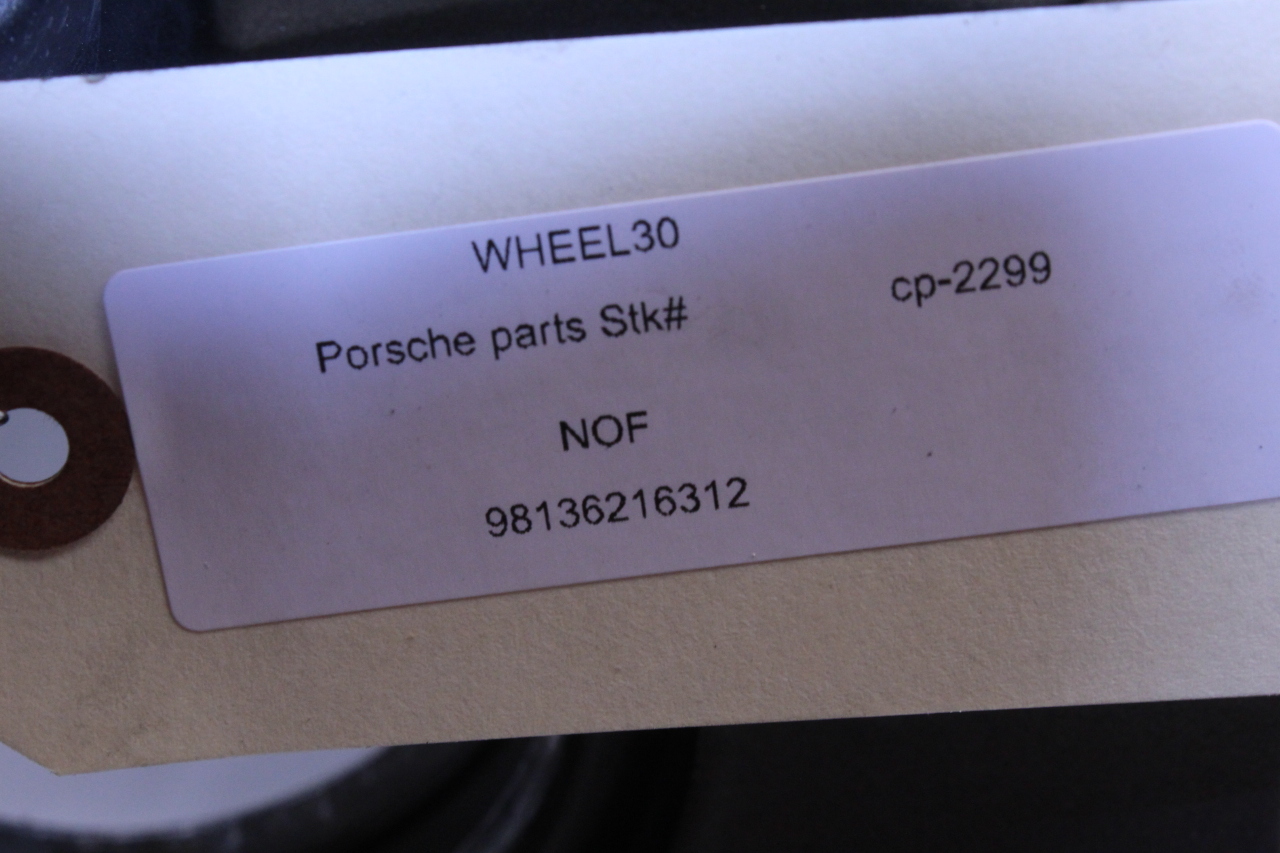 WHEEL30
Porsche parts Stk# cp-2299
NOF
98136216312